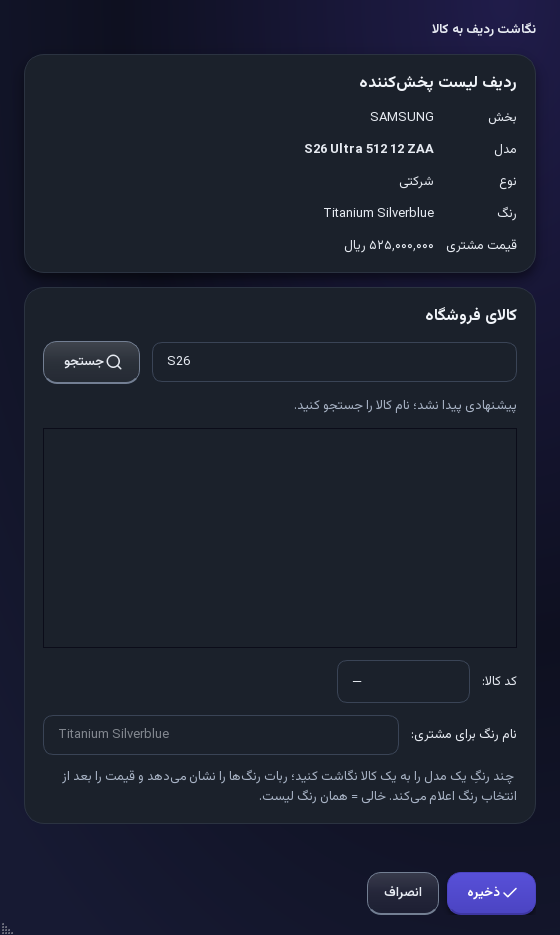 نگاشت ردیف به کالا
ردیف لیست پخش‌کننده
بخش SAMSUNG
مدل S26 Ultra 512 12 ZAA
نوع شرکتی
رنگ Titanium Silverblue
قیمت مشتری ۵۲۵,۰۰۰,۰۰۰ ریال
کالای فروشگاه
S26 جستجو
پیشنهادی پیدا نشد؛ نام کالا را جستجو کنید.
کد کالا: —
نام رنگ برای مشتری: Titanium Silverblue
چند رنگِ یک مدل را به یک کالا نگاشت کنید؛ ربات رنگ‌ها را نشان می‌دهد و قیمت را بعد از
انتخاب رنگ اعلام می‌کند. خالی = همان رنگ لیست.
ذخیره انصراف